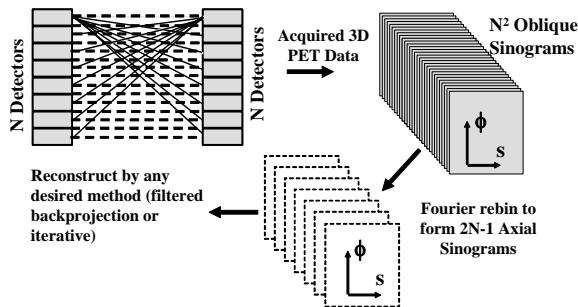 N Detectors
N Detectors
Acquired 3D
PET Data
N² Oblique
Sinograms
ϕ
s
Reconstruct by any
desired method (filtered
backprojection or
iterative)
ϕ
s
Fourier rebin to
form 2N-1 Axial
Sinograms